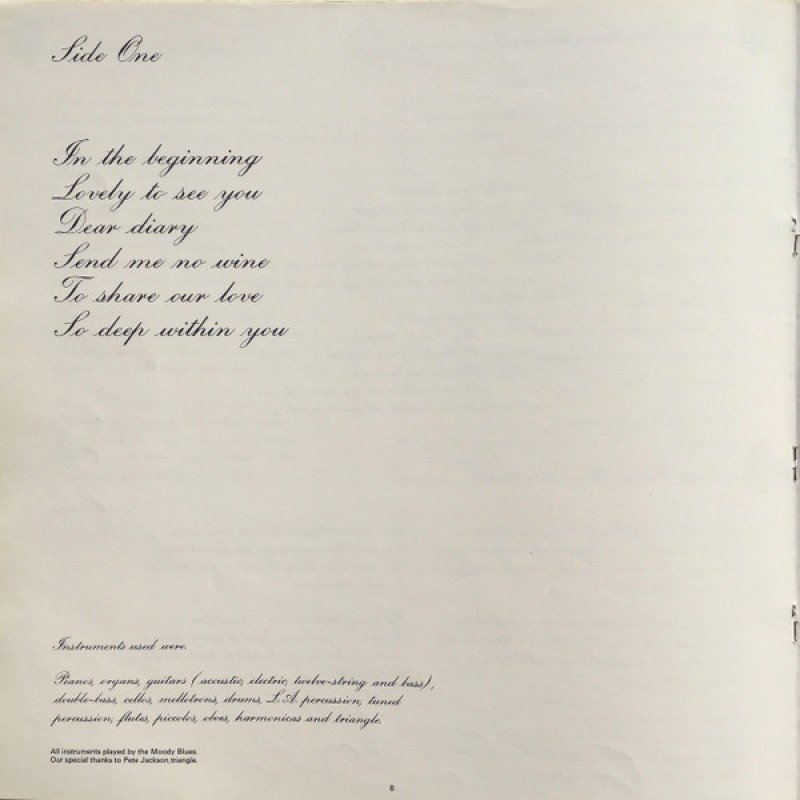 Side One
In the beginning
Lovely to see you
Dear diary
Send me no wine
To share our love
So deep within you
Instruments used were.
Pianos, organs, guitars (acoustic, electric, twelve-string and bass),
double-bass, cellos, mellotrons, drums, L.A. percussion, tuned
percussion, flutes, piccolos, oboes, harmonicas and triangle.
All instruments played by the Moody Blues.
Our special thanks to Pete Jackson, triangle.
8